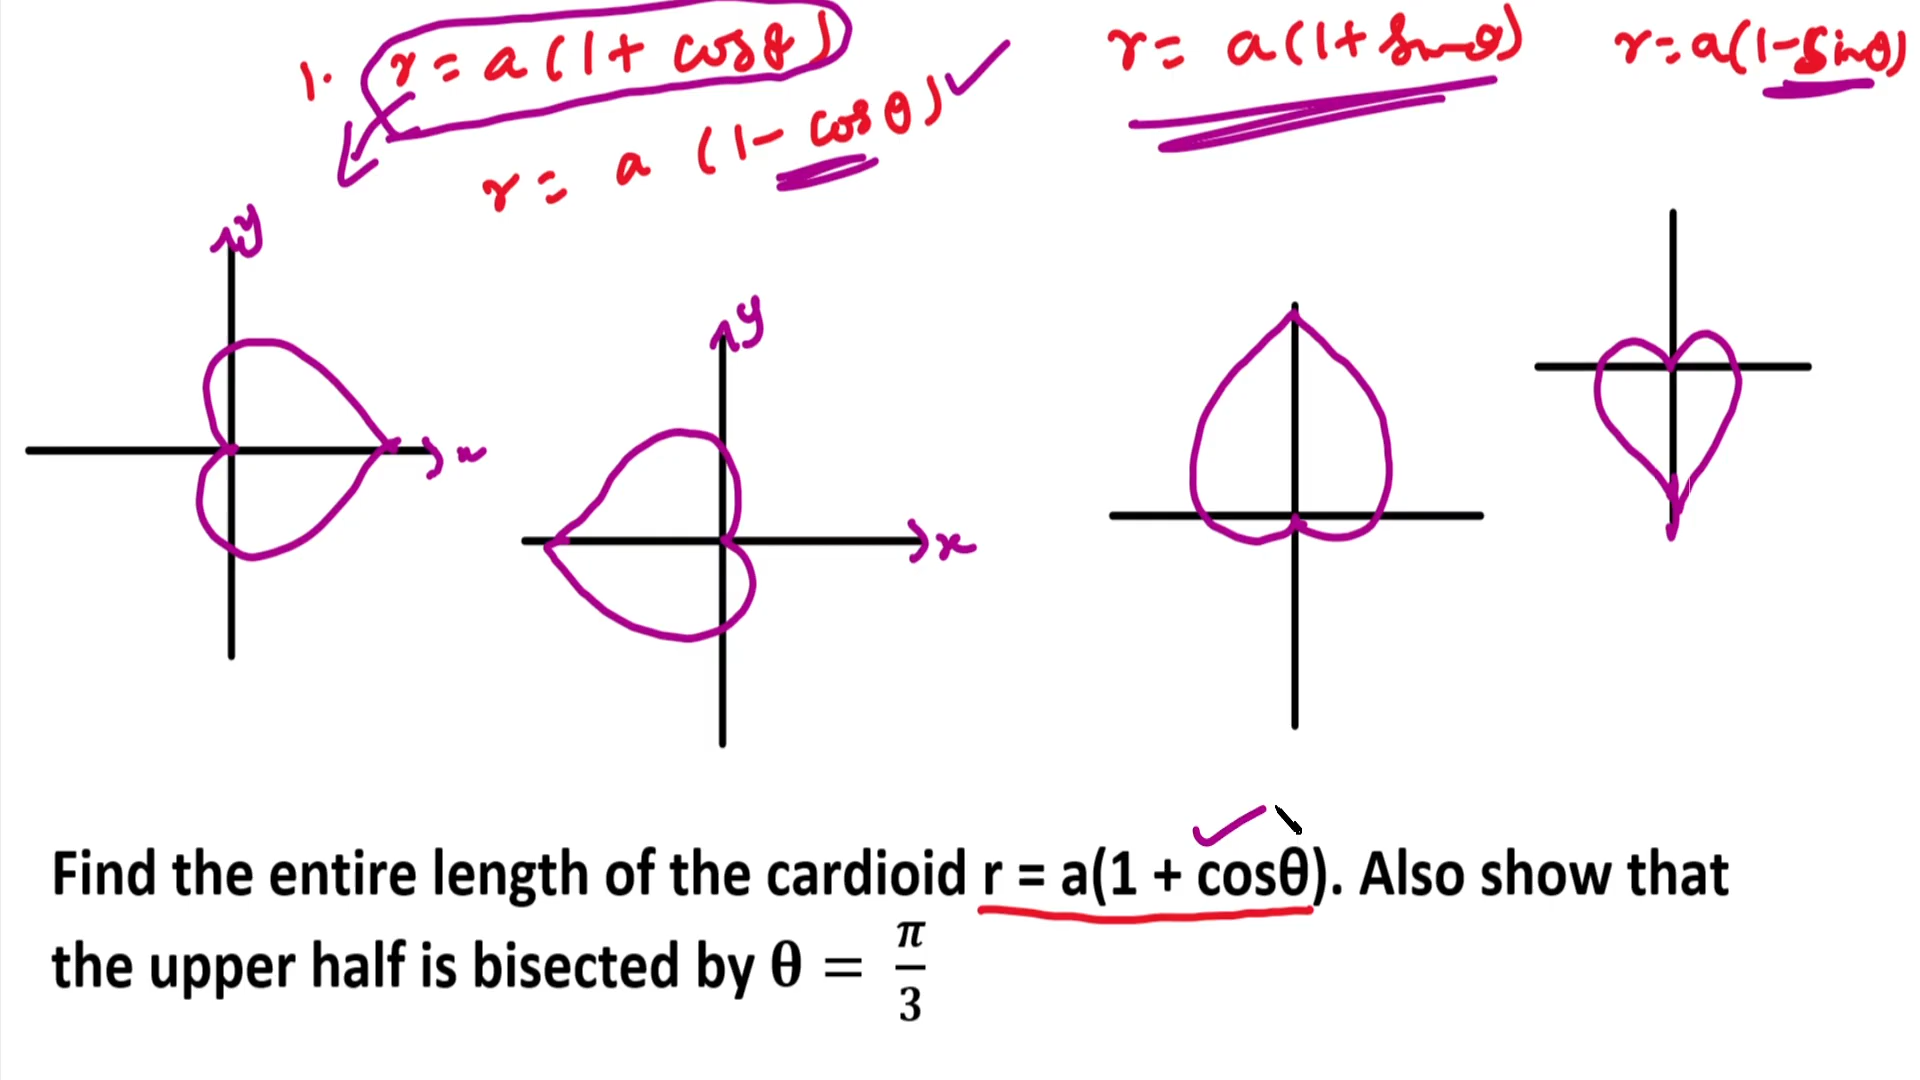 1. r = a (1 + cosθ)
r = a (1 - cosθ)
r = a(1 + sinθ)
r = a(1 - sinθ)
y
x
y
x
Find the entire length of the cardioid r = a(1 + cosθ). Also show that
the upper half is bisected by θ = π/3